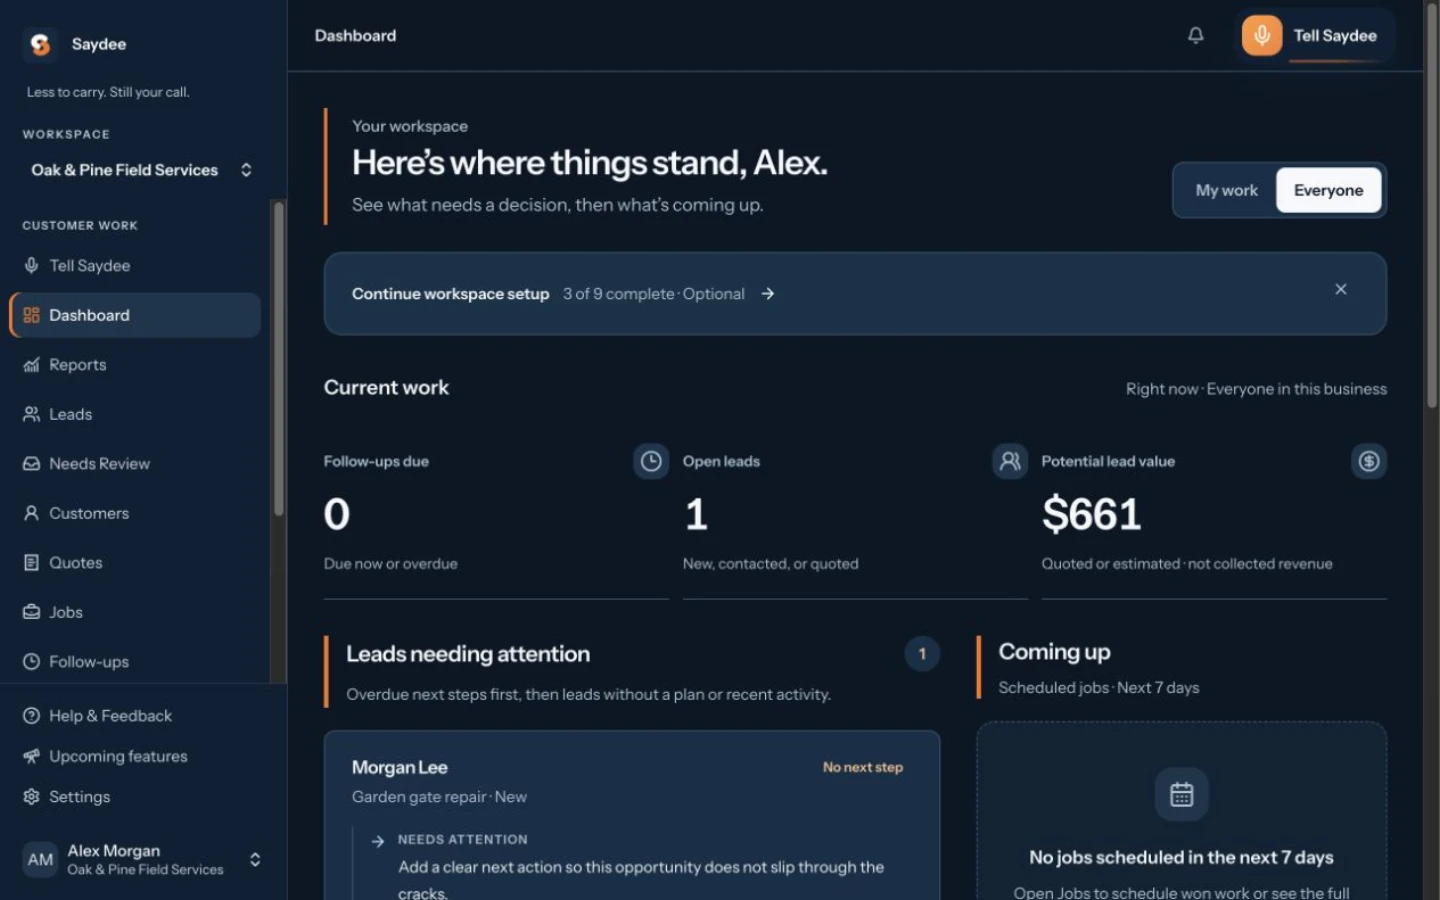 Saydee
Less to carry. Still your call.
WORKSPACE
Oak & Pine Field Services
CUSTOMER WORK
Tell Saydee
Dashboard
Reports
Leads
Needs Review
Customers
Quotes
Jobs
Follow-ups
Help & Feedback
Upcoming features
Settings
AM
Alex Morgan
Oak & Pine Field Services
Dashboard
Tell Saydee
Your workspace
Here’s where things stand, Alex.
See what needs a decision, then what’s coming up.
My work
Everyone
Continue workspace setup 3 of 9 complete · Optional
Current work
Right now · Everyone in this business
Follow-ups due
0
Due now or overdue
Open leads
1
New, contacted, or quoted
Potential lead value
$661
Quoted or estimated · not collected revenue
Leads needing attention
1
Overdue next steps first, then leads without a plan or recent activity.
Morgan Lee
No next step
Garden gate repair · New
NEEDS ATTENTION
Add a clear next action so this opportunity does not slip through the
cracks.
Coming up
Scheduled jobs · Next 7 days
No jobs scheduled in the next 7 days
Open Jobs to schedule won work or see the full